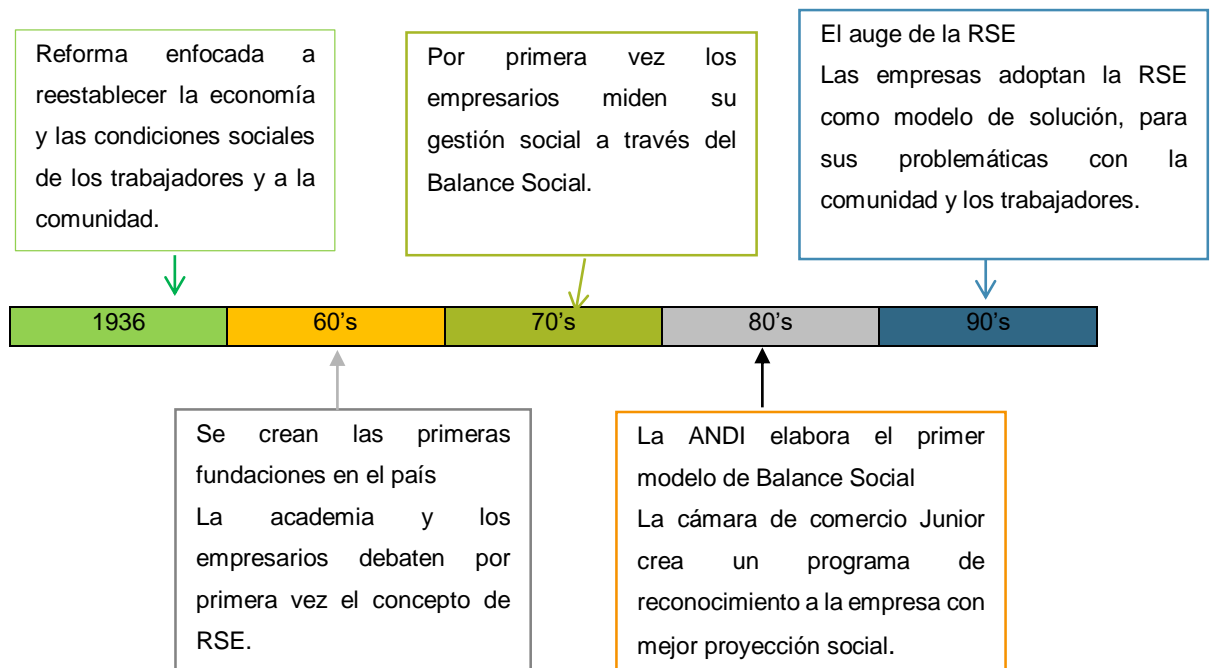 Reforma enfocada a
reestablecer la economía
y las condiciones sociales
de los trabajadores y a la
comunidad.
Por primera vez los
empresarios miden su
gestión social a través del
Balance Social.
El auge de la RSE
Las empresas adoptan la RSE
como modelo de solución, para
sus problemáticas con la
comunidad y los trabajadores.
1936
60’s
70’s
80’s
90’s
Se crean las primeras
fundaciones en el país
La academia y los
empresarios debaten por
primera vez el concepto de
RSE.
La ANDI elabora el primer
modelo de Balance Social
La cámara de comercio Junior
crea un programa de
reconocimiento a la empresa con
mejor proyección social.